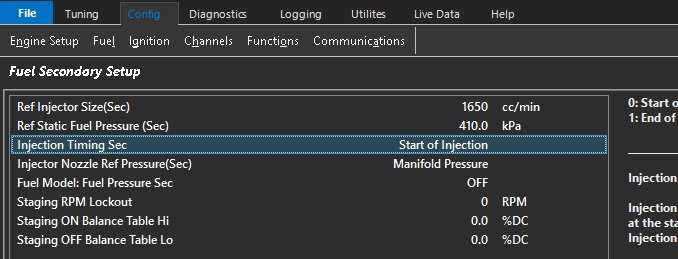 File Tuning Config Diagnostics Logging Utilites Live Data Help
Engine Setup Fuel Ignition Channels Functions Communications
Fuel Secondary Setup
Ref Injector Size(Sec) 1650 cc/min
Ref Static Fuel Pressure (Sec) 410.0 kPa
Injection Timing Sec Start of Injection
Injector Nozzle Ref Pressure(Sec) Manifold Pressure
Fuel Model: Fuel Pressure Sec OFF
Staging RPM Lockout 0 RPM
Staging ON Balance Table Hi 0.0 %DC
Staging OFF Balance Table Lo 0.0 %DC
0: Start o
1: End of
Injection
Injection
at the sta
Injection